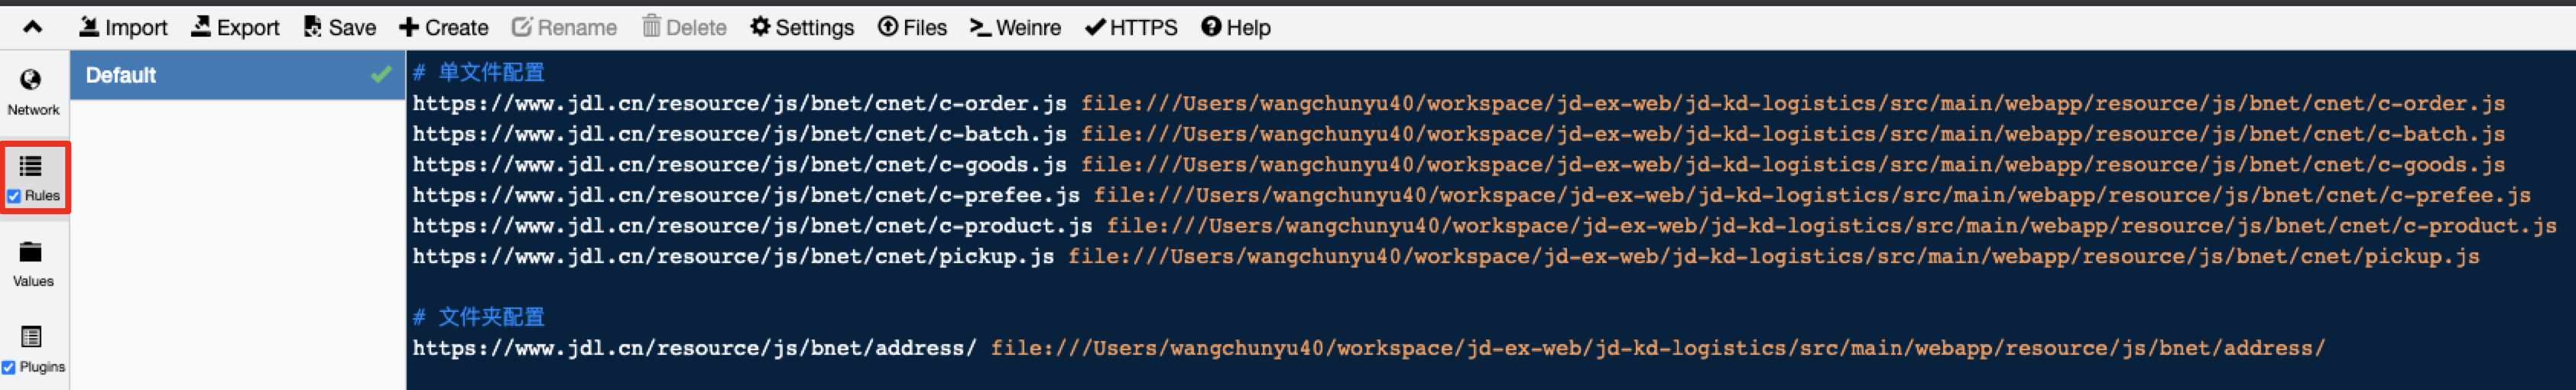 Import Export Save Create Rename Delete Settings Files Weinre HTTPS Help
Network
Rules
Values
Plugins
Default
# 单文件配置
https://www.jdl.cn/resource/js/bnet/cnet/c-order.js file:///Users/wangchunyu40/workspace/jd-ex-web/jd-kd-logistics/src/main/webapp/resource/js/bnet/cnet/c-order.js
https://www.jdl.cn/resource/js/bnet/cnet/c-batch.js file:///Users/wangchunyu40/workspace/jd-ex-web/jd-kd-logistics/src/main/webapp/resource/js/bnet/cnet/c-batch.js
https://www.jdl.cn/resource/js/bnet/cnet/c-goods.js file:///Users/wangchunyu40/workspace/jd-ex-web/jd-kd-logistics/src/main/webapp/resource/js/bnet/cnet/c-goods.js
https://www.jdl.cn/resource/js/bnet/cnet/c-prefee.js file:///Users/wangchunyu40/workspace/jd-ex-web/jd-kd-logistics/src/main/webapp/resource/js/bnet/cnet/c-prefee.js
https://www.jdl.cn/resource/js/bnet/cnet/c-product.js file:///Users/wangchunyu40/workspace/jd-ex-web/jd-kd-logistics/src/main/webapp/resource/js/bnet/cnet/c-product.js
https://www.jdl.cn/resource/js/bnet/cnet/pickup.js file:///Users/wangchunyu40/workspace/jd-ex-web/jd-kd-logistics/src/main/webapp/resource/js/bnet/cnet/pickup.js
# 文件夹配置
https://www.jdl.cn/resource/js/bnet/address/ file:///Users/wangchunyu40/workspace/jd-ex-web/jd-kd-logistics/src/main/webapp/resource/js/bnet/address/